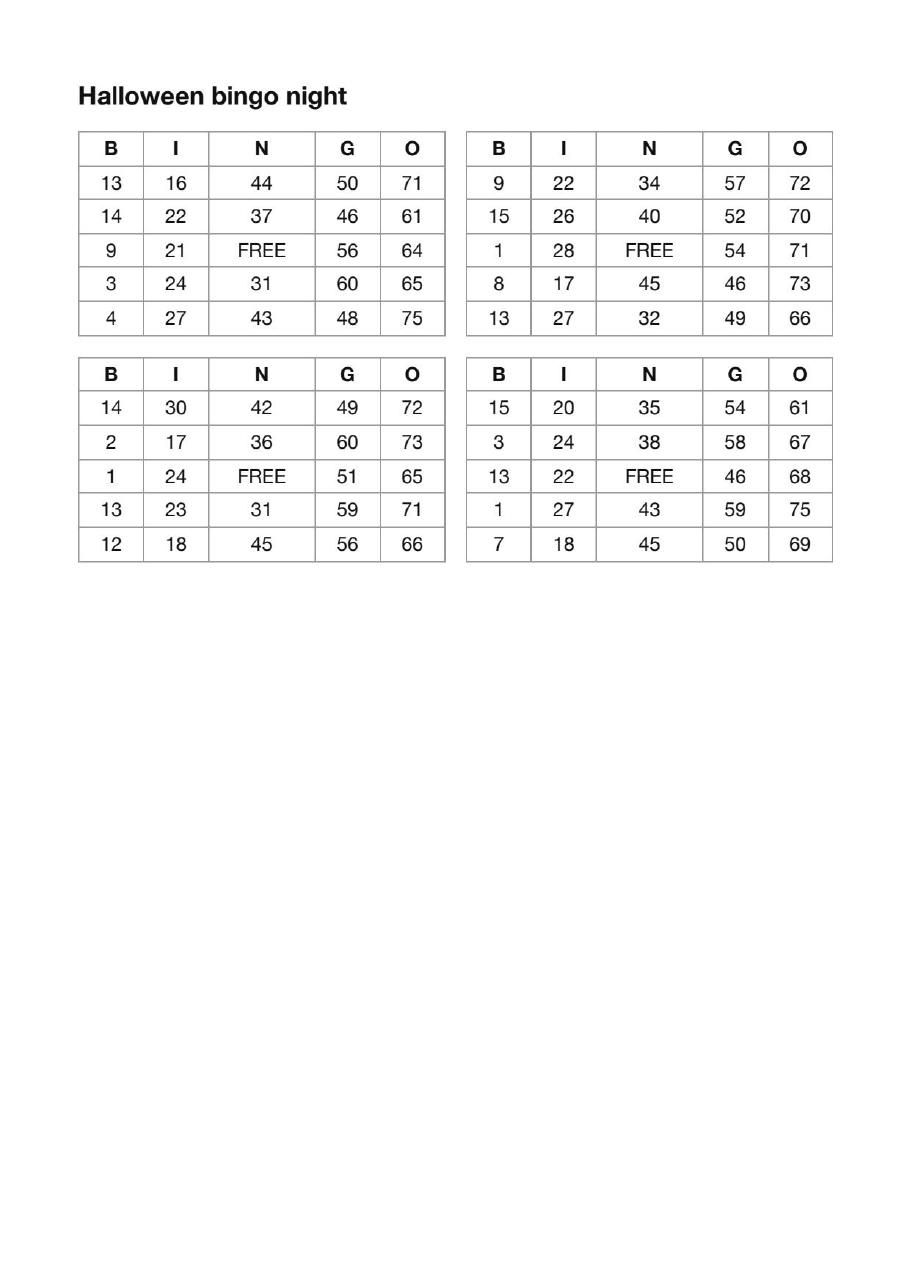 Halloween bingo night
B I N G O
13 16 44 50 71
14 22 37 46 61
9 21 FREE 56 64
3 24 31 60 65
4 27 43 48 75
B I N G O
9 22 34 57 72
15 26 40 52 70
1 28 FREE 54 71
8 17 45 46 73
13 27 32 49 66
B I N G O
14 30 42 49 72
2 17 36 60 73
1 24 FREE 51 65
13 23 31 59 71
12 18 45 56 66
B I N G O
15 20 35 54 61
3 24 38 58 67
13 22 FREE 46 68
1 27 43 59 75
7 18 45 50 69